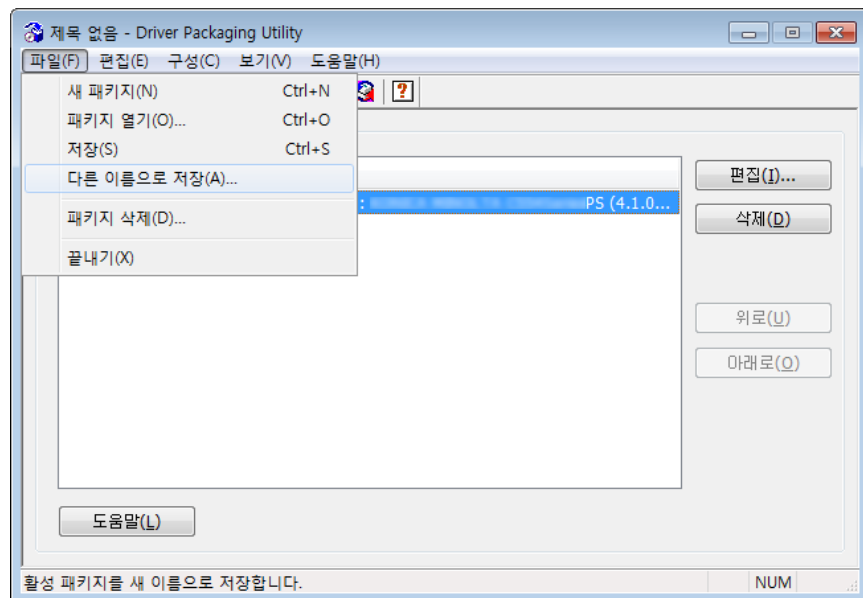 제목 없음 - Driver Packaging Utility
파일(F) 편집(E) 구성(C) 보기(V) 도움말(H)
새 패키지(N) Ctrl+N
패키지 열기(O)... Ctrl+O
저장(S) Ctrl+S
다른 이름으로 저장(A)...
패키지 삭제(D)...
끝내기(X)
: PS (4.1.0...
편집(I)...
삭제(D)
위로(U)
아래로(O)
도움말(L)
활성 패키지를 새 이름으로 저장합니다.
NUM